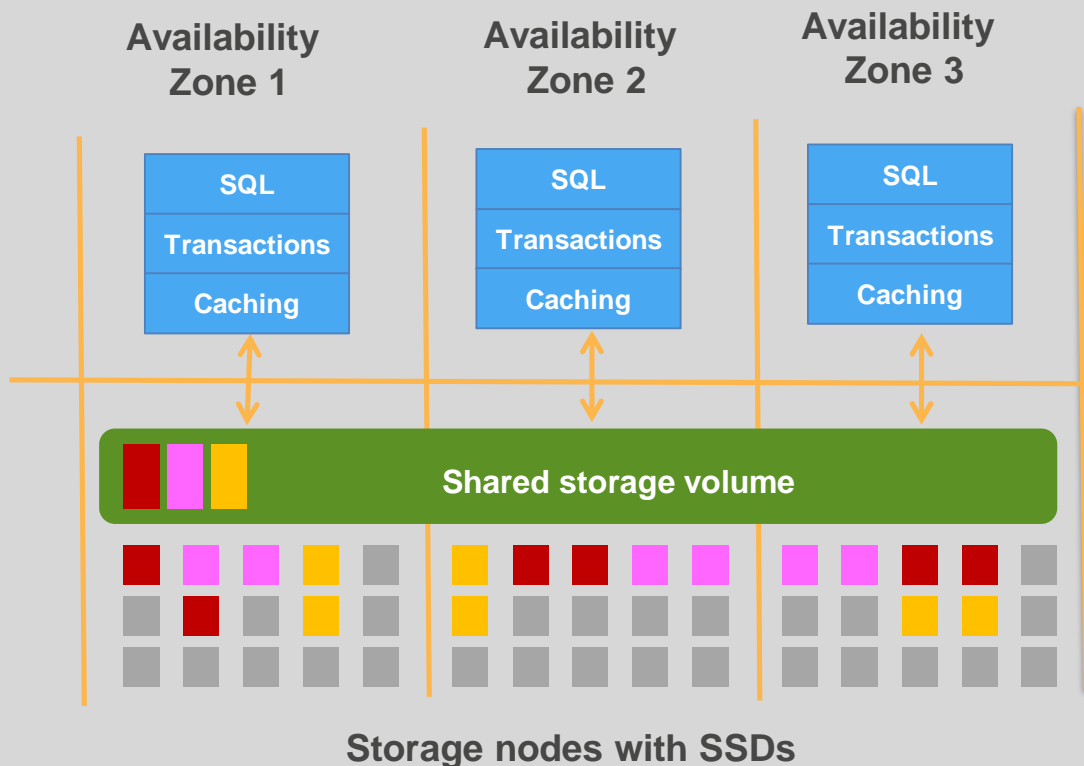 Availability
Zone 1
Availability
Zone 2
Availability
Zone 3
SQL
Transactions
Caching
SQL
Transactions
Caching
SQL
Transactions
Caching
Shared storage volume
Storage nodes with SSDs